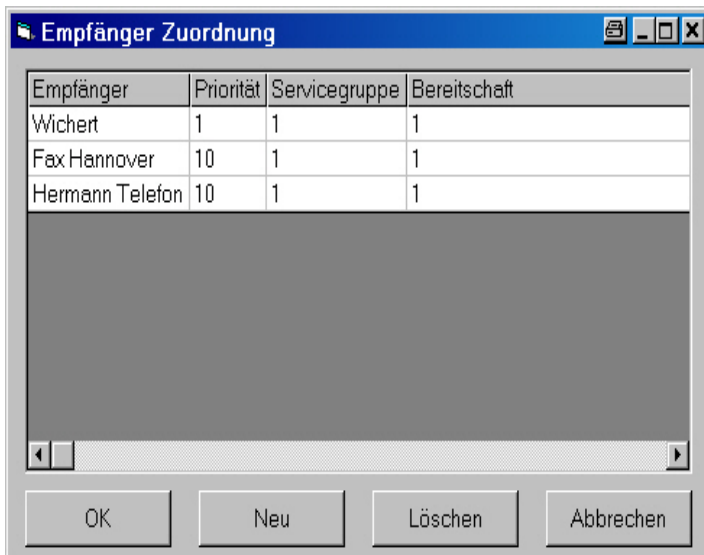 Empfänger Zuordnung
Empfänger Priorität Servicegruppe Bereitschaft
Wichert 1 1 1
Fax Hannover 10 1 1
Hermann Telefon 10 1 1
OK Neu Löschen Abbrechen